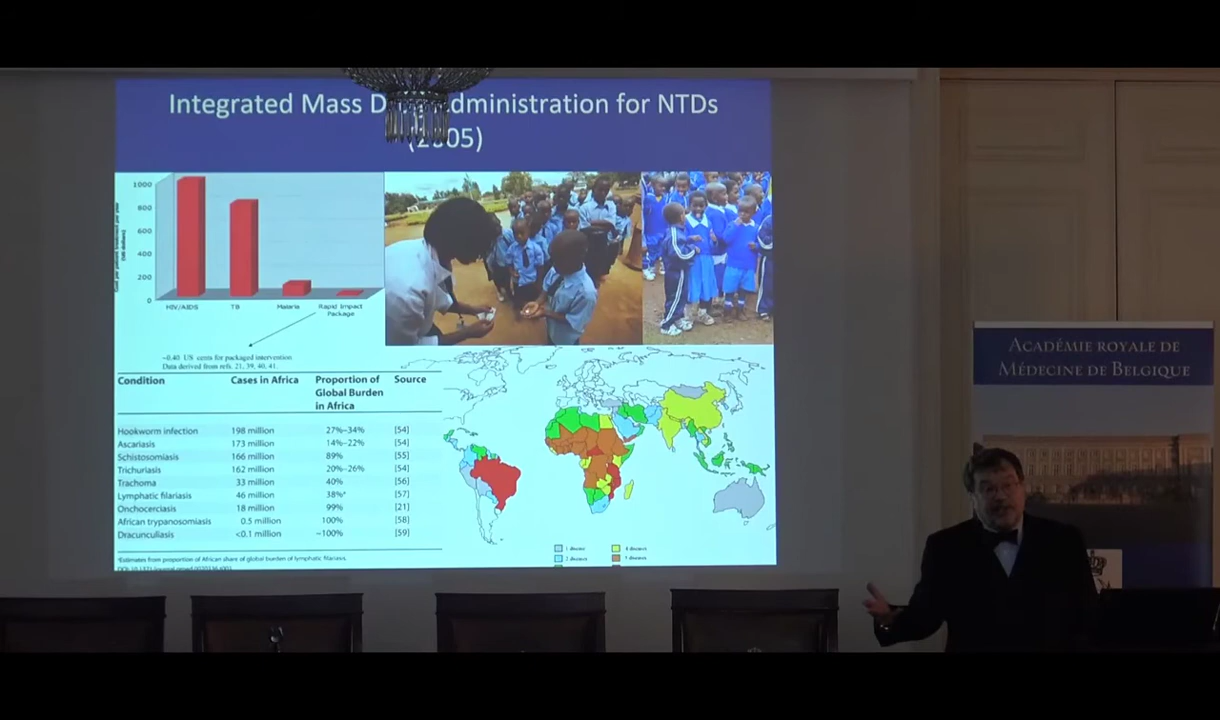 Integrated Mass D dministration for NTDs
(2005)
1000
800
600
400
200
0
HIV/AIDS TB Malaria Rapid Impact
Package
~0.40 US cents for packaged intervention
Data derived from refs. 21, 39, 40, 41.
Condition Cases in Africa Proportion of Source
Global Burden
in Africa
Hookworm infection 198 million 27%–34% [54]
Ascariasis 173 million 14%–22% [54]
Schistosomiasis 166 million 89% [55]
Trichuriasis 162 million 20%–26% [54]
Trachoma 33 million 40% [56]
Lymphatic filariasis 46 million 38%ᵃ [57]
Onchocerciasis 18 million 99% [21]
African trypanosomiasis 0.5 million 100% [58]
Dracunculiasis <0.1 million ~100% [59]
ᵃEstimates from proportion of African share of global burden of lymphatic filariasis.
1 disease
diseases
diseases
diseases
ACADÉMIE ROYALE DE
MÉDECINE DE BELGIQUE